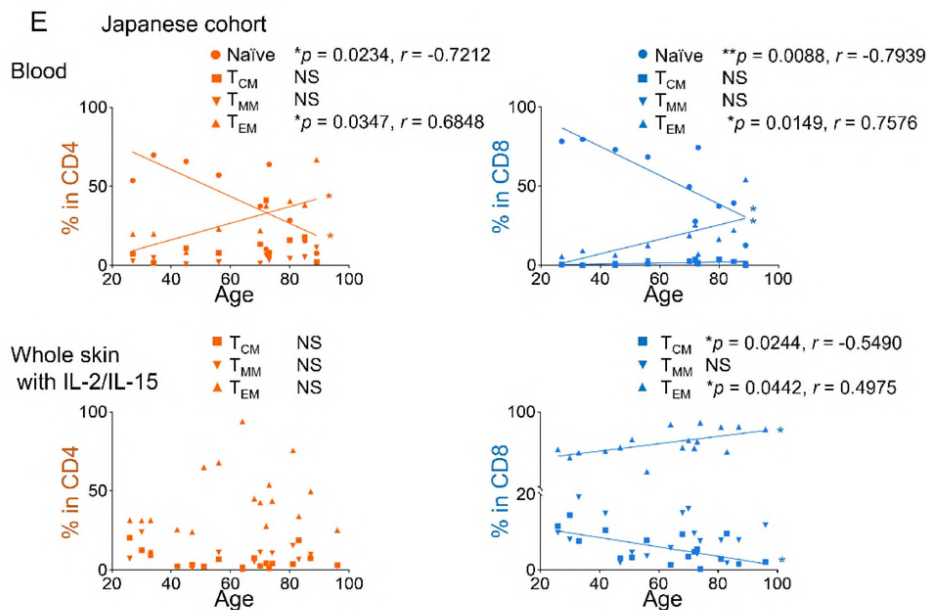 E Japanese cohort
Blood
Naïve *p = 0.0234, r = -0.7212
TCM NS
TMM NS
TEM *p = 0.0347, r = 0.6848
100
50
0
% in CD4
20 40 60 80 100
Age
*
*
Naïve **p = 0.0088, r = -0.7939
TCM NS
TMM NS
TEM *p = 0.0149, r = 0.7576
100
50
0
% in CD8
20 40 60 80 100
Age
*
*
Whole skin
with IL-2/IL-15
TCM NS
TMM NS
TEM NS
100
50
0
% in CD4
20 40 60 80 100
Age
TCM *p = 0.0244, r = -0.5490
TMM NS
TEM *p = 0.0442, r = 0.4975
100
20
0
% in CD8
20 40 60 80 100
Age
*
*